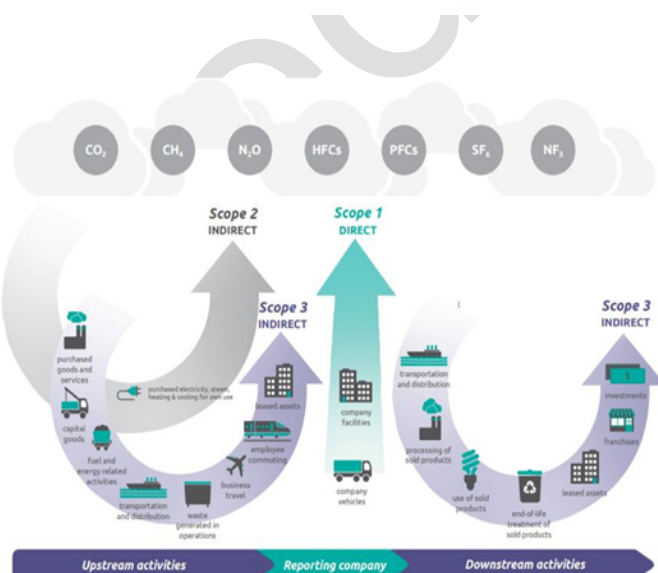 CO₂ CH₄ N₂O HFCs PFCs SF₆ NF₃
Scope 2
INDIRECT
Scope 1
DIRECT
Scope 3
INDIRECT
Scope 3
INDIRECT
purchased
goods and
services
capital
goods
fuel and
energy related
activities
transportation
and distribution
waste
generated in
operations
business
travel
employee
commuting
leased assets
purchased electricity, steam,
heating & cooling for own use
company
facilities
company
vehicles
transportation
and distribution
processing of
sold products
use of sold
products
end-of-life
treatment of
sold products
leased assets
franchises
investments
$
Upstream activities
Reporting company
Downstream activities